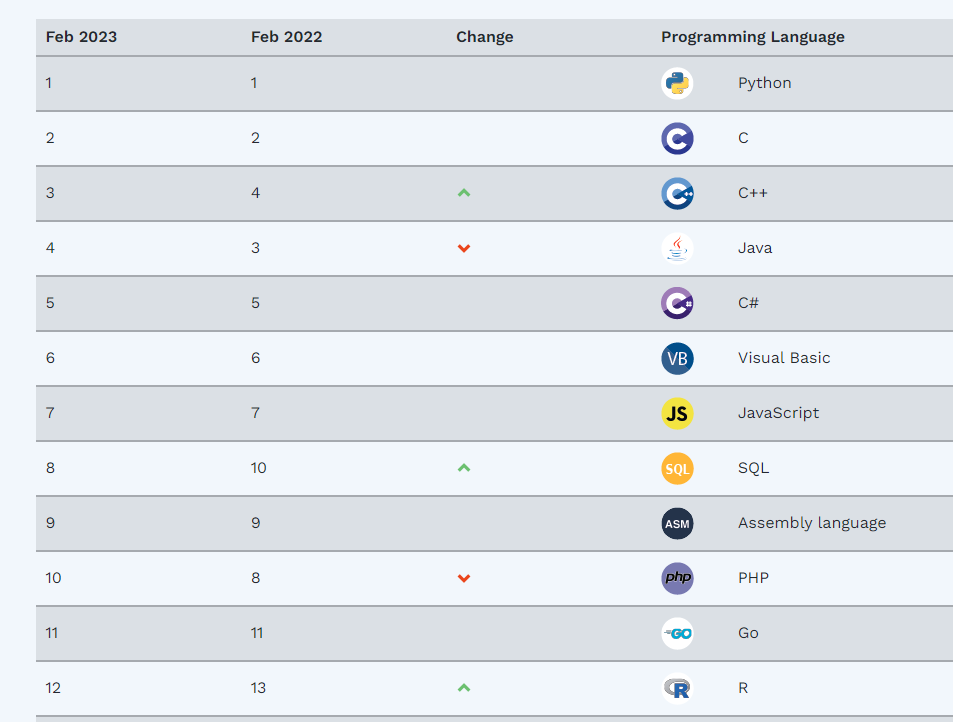 Feb 2023 Feb 2022 Change Programming Language
1 1 Python
2 2 C
3 4 C++
4 3 Java
5 5 C#
6 6 VB Visual Basic
7 7 JS JavaScript
8 10 SQL SQL
9 9 ASM Assembly language
10 8 php PHP
11 11 GO Go
12 13 R R